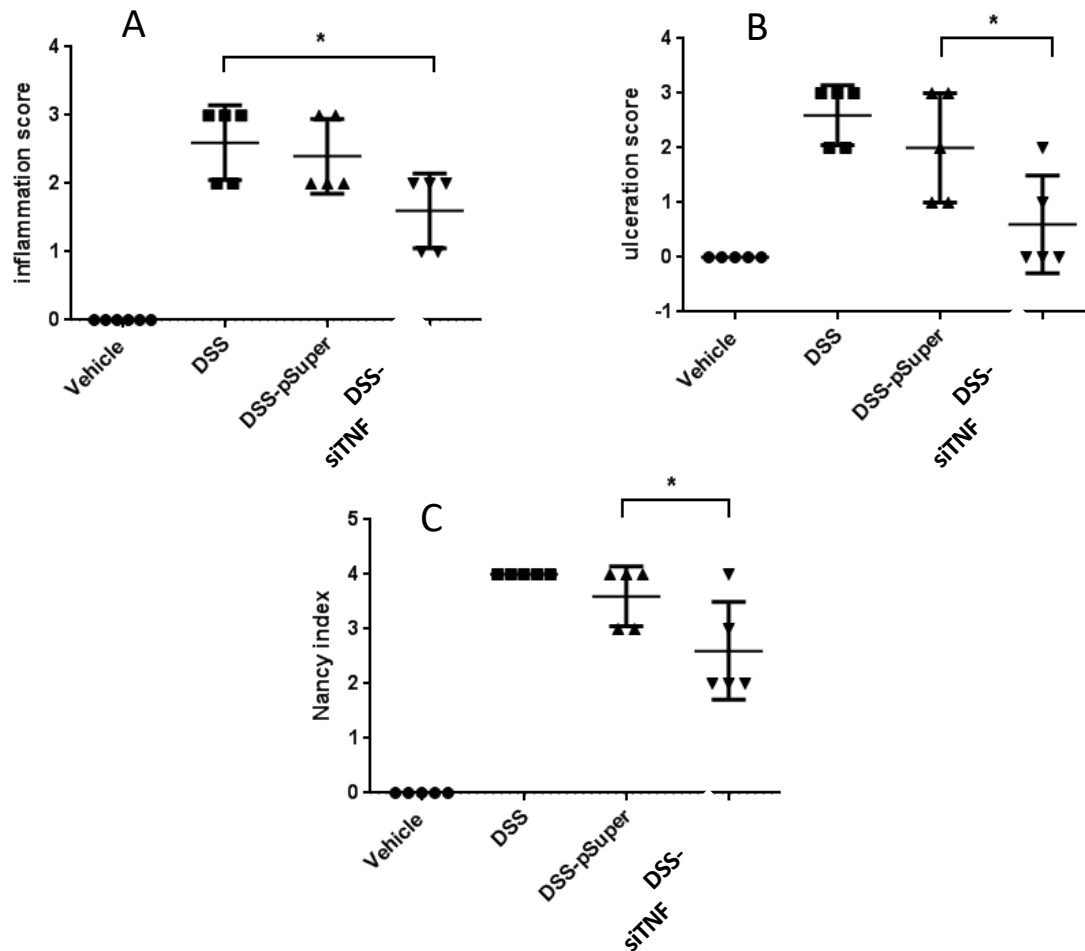 A
*
inflammation score
4
3
2
1
0
Vehicle
DSS
DSS-pSuper
DSS-
siTNF
B
*
ulceration score
4
3
2
1
0
-1
Vehicle
DSS
DSS-pSuper
DSS-
siTNF
C
*
Nancy index
5
4
3
2
1
0
Vehicle
DSS
DSS-pSuper
DSS-
siTNF